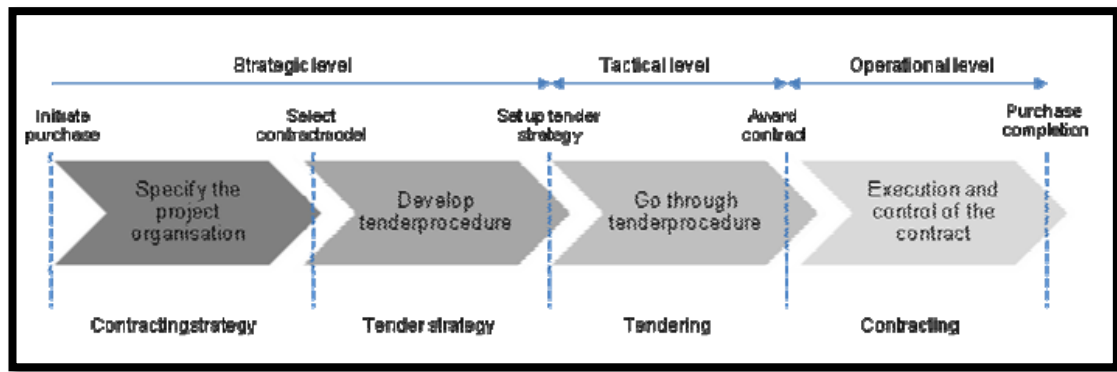 Strategic level Tactical level Operational level
Initiate
purchase
Select
contractmodel
Set up tender
strategy
Award
contract
Purchase
completion
Specify the
project
organisation
Develop
tenderprocedure
Go through
tenderprocedure
Execution and
control of the
contract
Contractingstrategy Tender strategy Tendering Contracting